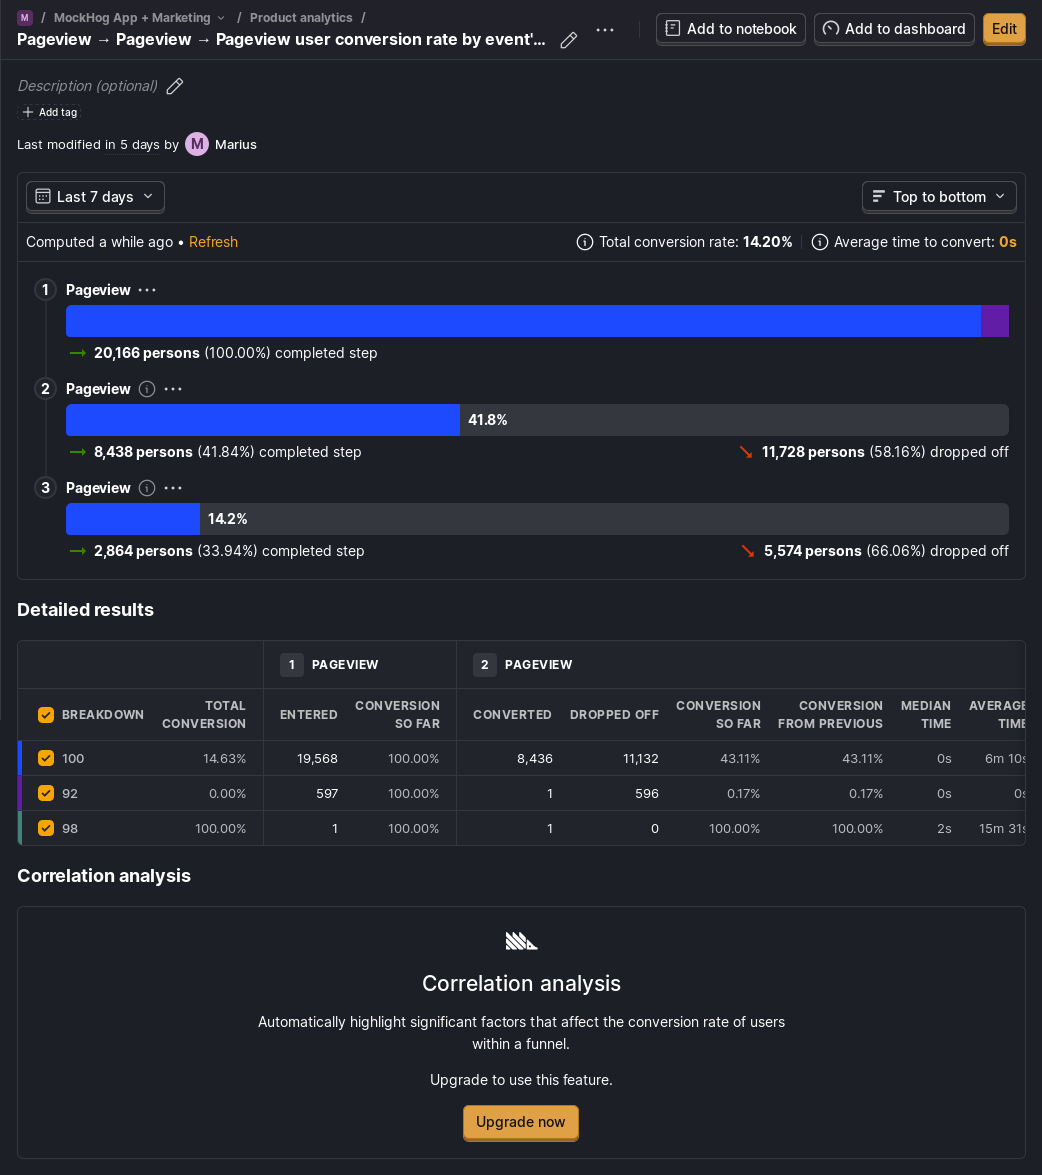 M / MockHog App + Marketing / Product analytics /
Pageview → Pageview → Pageview user conversion rate by event'...
Add to notebook
Add to dashboard
Edit
Description (optional)
Add tag
Last modified in 5 days by M Marius
Last 7 days
Top to bottom
Computed a while ago • Refresh
Total conversion rate: 14.20%
Average time to convert: 0s
1 Pageview
20,166 persons (100.00%) completed step
2 Pageview
41.8%
8,438 persons (41.84%) completed step
11,728 persons (58.16%) dropped off
3 Pageview
14.2%
2,864 persons (33.94%) completed step
5,574 persons (66.06%) dropped off
Detailed results
1 PAGEVIEW
2 PAGEVIEW
BREAKDOWN
TOTAL
CONVERSION
ENTERED
CONVERSION
SO FAR
CONVERTED
DROPPED OFF
CONVERSION
SO FAR
CONVERSION
FROM PREVIOUS
MEDIAN
TIME
AVERAGE
TIME
100 14.63% 19,568 100.00% 8,436 11,132 43.11% 43.11% 0s 6m 10s
92 0.00% 597 100.00% 1 596 0.17% 0.17% 0s 0s
98 100.00% 1 100.00% 1 0 100.00% 100.00% 2s 15m 31s
Correlation analysis
Correlation analysis
Automatically highlight significant factors that affect the conversion rate of users
within a funnel.
Upgrade to use this feature.
Upgrade now